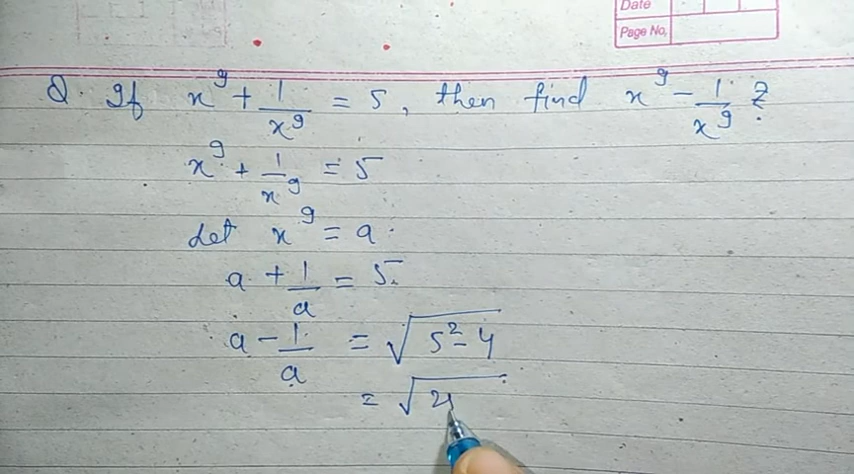 Date
Page No.
Q. If x⁹ + 1/x⁹ = 5, then find x⁹ - 1/x⁹ ?
x⁹ + 1/x⁹ = 5
Let x⁹ = a
a + 1/a = 5
a - 1/a = √(5² - 4)
= √21